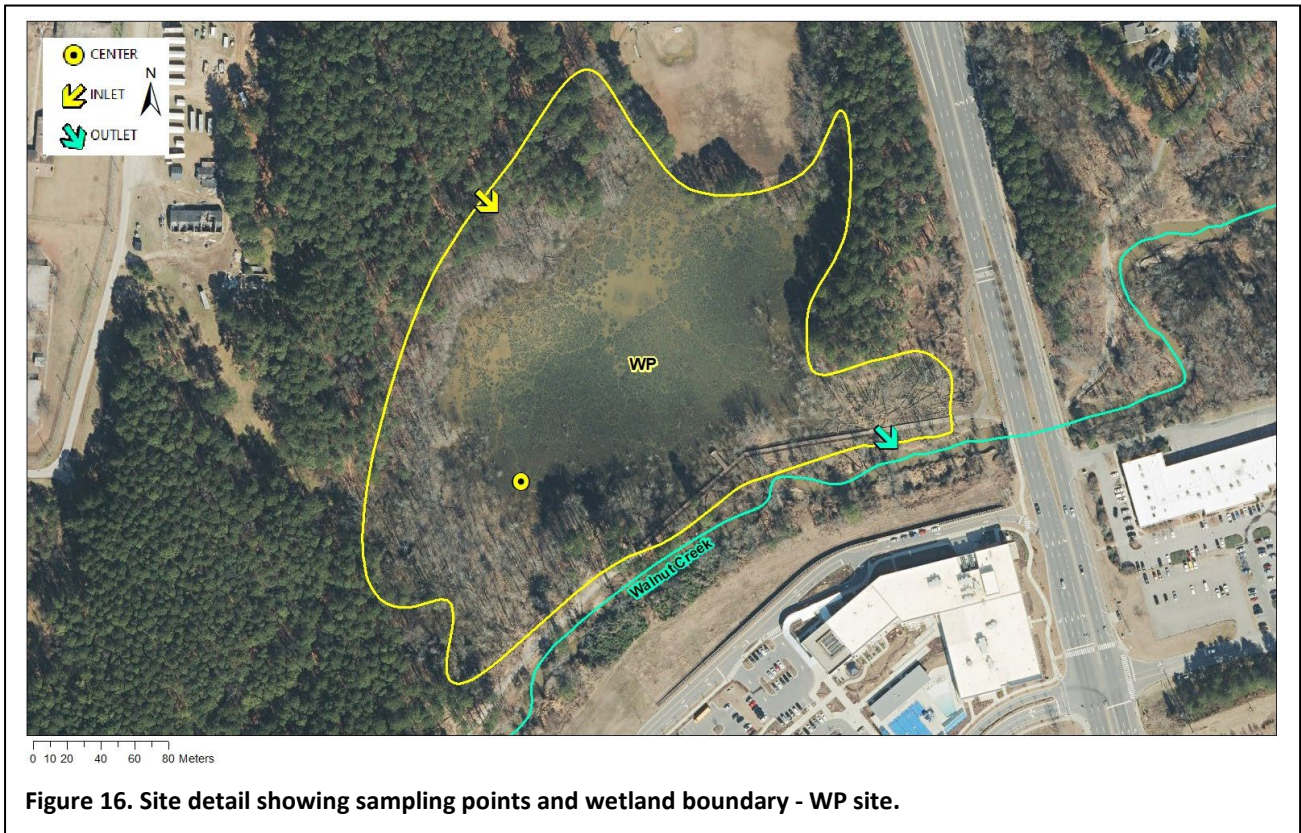 CENTER
N
INLET
OUTLET
WP
Walnut Creek
0 10 20 40 60 80 Meters
Figure 16. Site detail showing sampling points and wetland boundary - WP site.